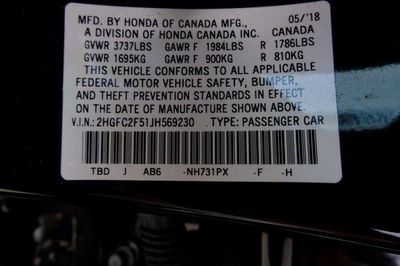 MFD. BY HONDA OF CANADA MFG., 05/'18
A DIVISION OF HONDA CANADA INC. CANADA
GVWR 3737LBS GAWR F 1984LBS R 1786LBS
GVWR 1695KG GAWR F 900KG R 810KG
THIS VEHICLE CONFORMS TO ALL APPLICABLE
FEDERAL MOTOR VEHICLE SAFETY, BUMPER,
AND THEFT PREVENTION STANDARDS IN EFFECT
ON THE DATE OF MANUFACTURE SHOWN ABOVE.
V.I.N.: 2HGFC2F51JH569230 TYPE: PASSENGER CAR
TBD J AB6 -NH731PX -F -H